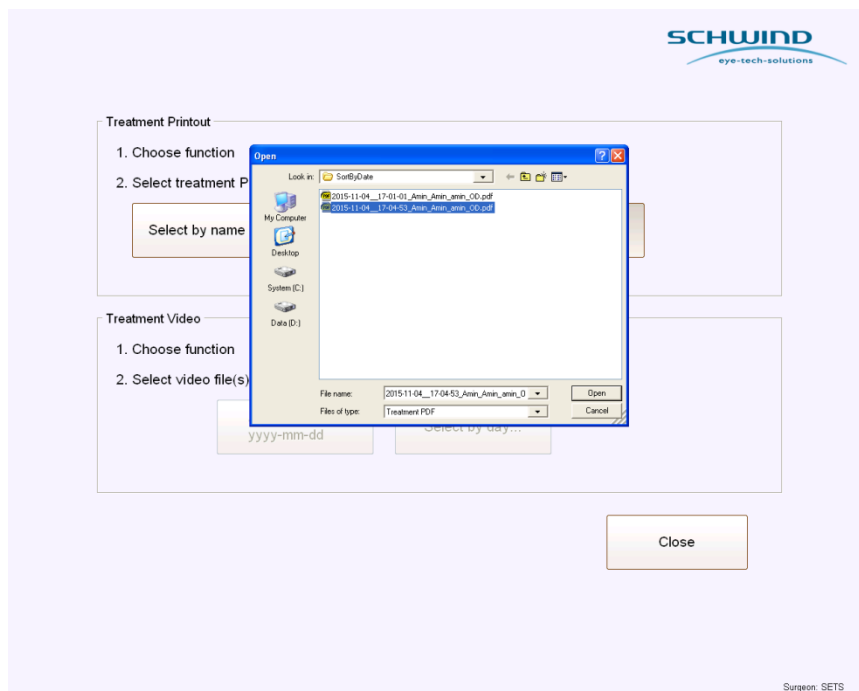 SCHWIND
eye-tech-solutions
Treatment Printout
1. Choose function
2. Select treatment P
Select by name
Open
Look in:
SortByDate
2015-11-04__17-01-01_Amin_Amin_amin_OD.pdf
2015-11-04__17-04-53_Amin_Amin_amin_OD.pdf
My Computer
Desktop
System (C:)
Data (D:)
File name:
2015-11-04__17-04-53_Amin_Amin_amin_O
Open
Files of type:
Treatment PDF
Cancel
Treatment Video
1. Choose function
2. Select video file(s)
yyyy-mm-dd
Select by day...
Close
Surgeon: SETS